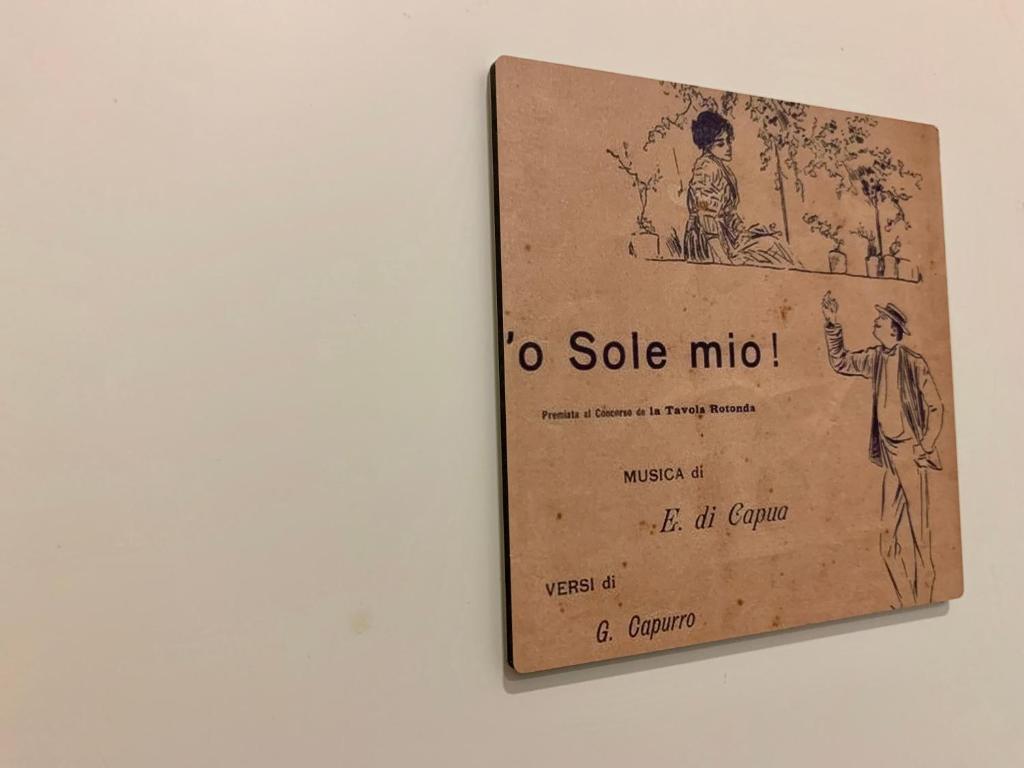 'o Sole mio!
Premiata al Concorso de la Tavola Rotonda
MUSICA di
E. di Capua
VERSI di
G. Capurro